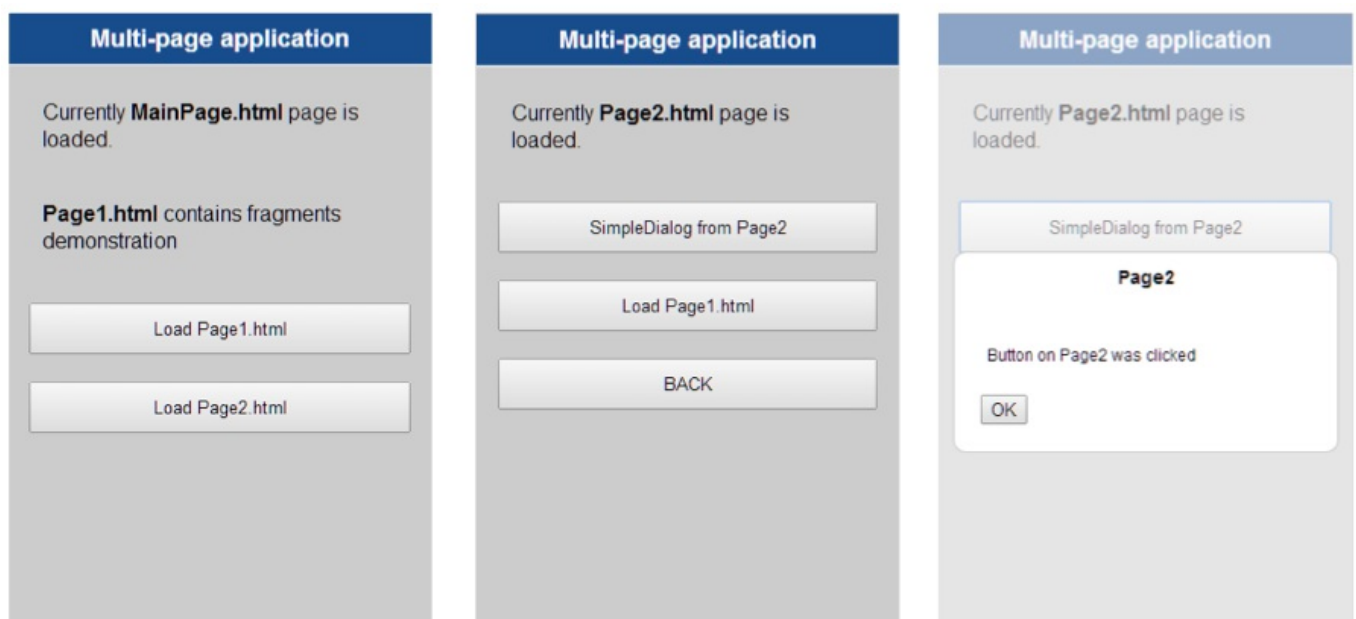 Multi-page application
Currently MainPage.html page is
loaded.
Page1.html contains fragments
demonstration
Load Page1.html
Load Page2.html
Multi-page application
Currently Page2.html page is
loaded.
SimpleDialog from Page2
Load Page1.html
BACK
Multi-page application
Currently Page2.html page is
loaded.
SimpleDialog from Page2
Page2
Button on Page2 was clicked
OK